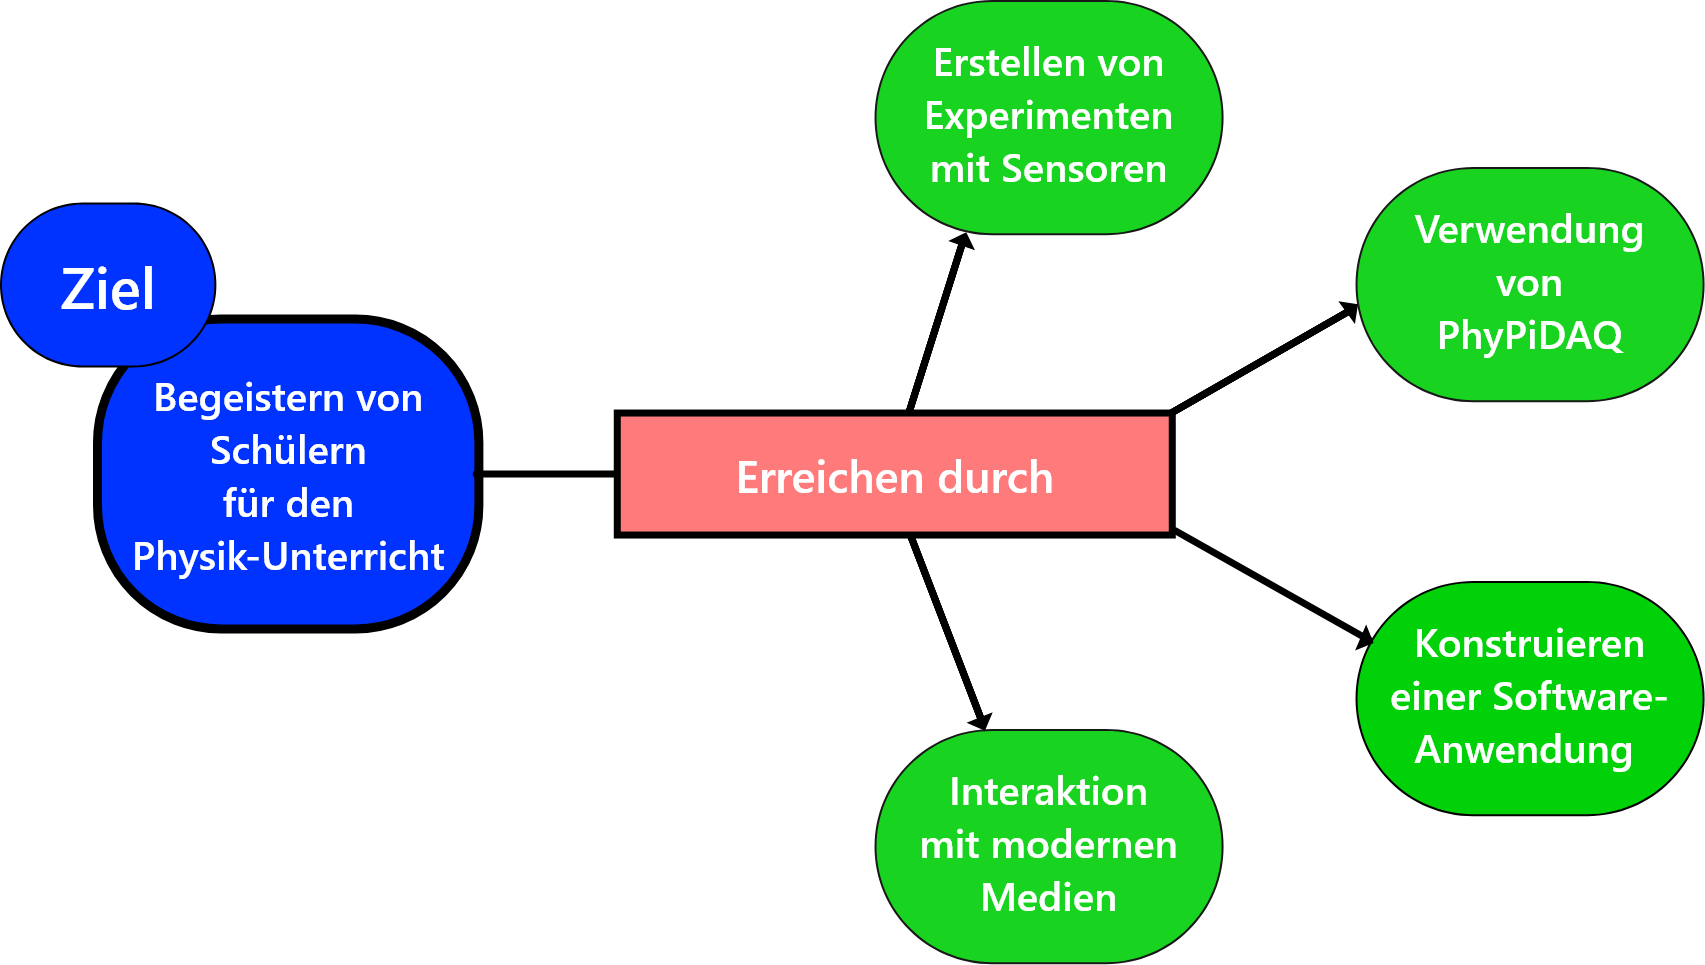 Ziel
Begeistern von
Schülern
für den
Physik-Unterricht
Erreichen durch
Erstellen von
Experimenten
mit Sensoren
Verwendung
von
PhyPiDAQ
Konstruieren
einer Software-
Anwendung
Interaktion
mit modernen
Medien